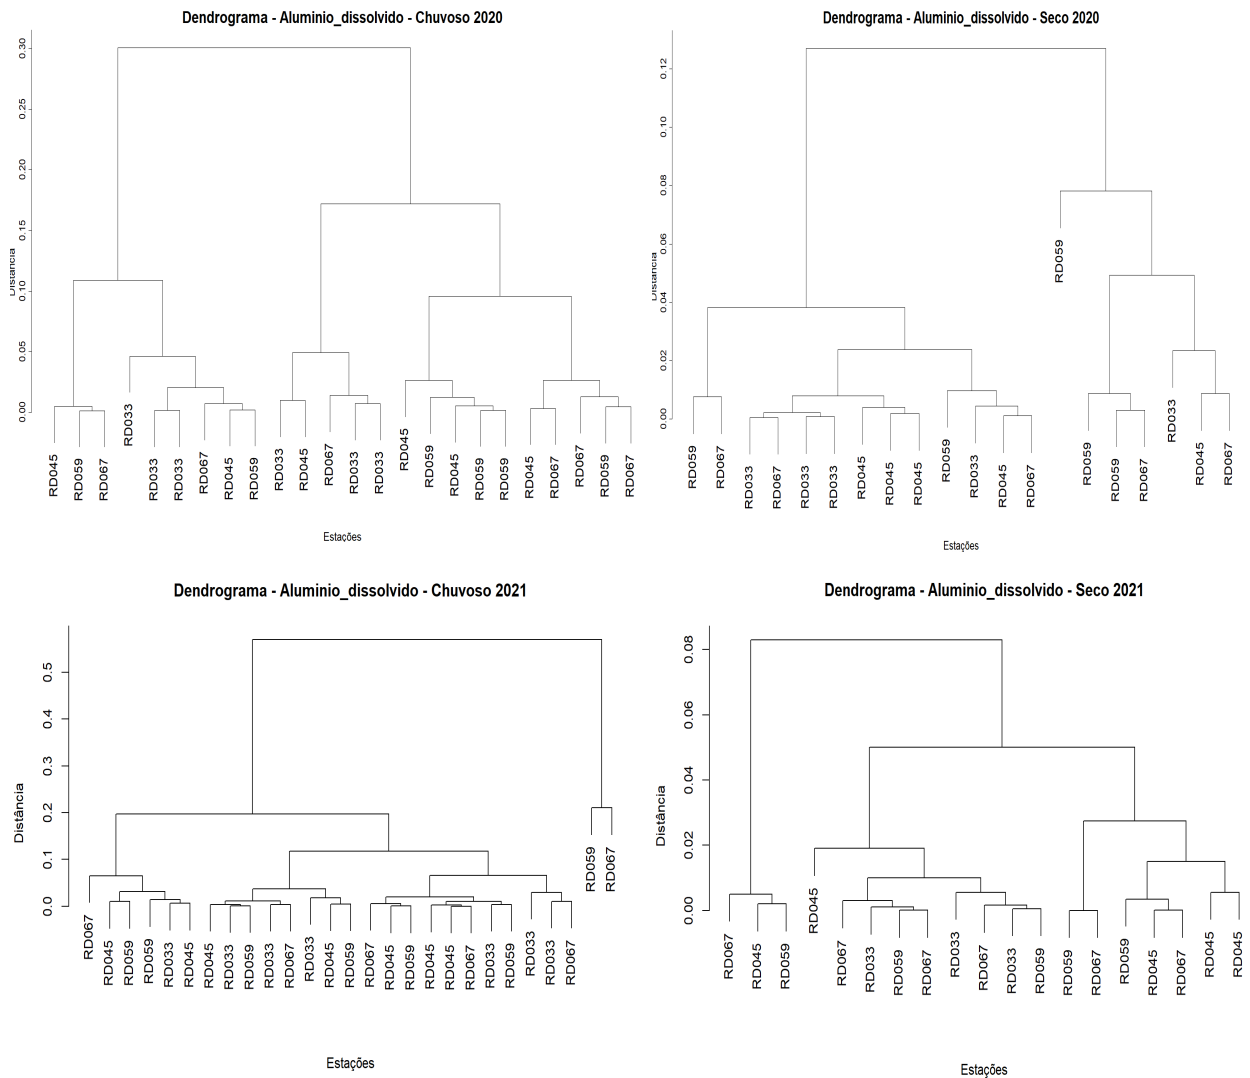 Dendrograma - Aluminio_dissolvido - Chuvoso 2020
0.30
0.25
0.20
0.15
0.10
0.05
0.00
Distância
RD045
RD059
RD067
RD033
RD033
RD033
RD067
RD045
RD059
RD033
RD045
RD067
RD033
RD033
RD045
RD059
RD045
RD059
RD059
RD045
RD067
RD067
RD059
RD067
Estações
Dendrograma - Aluminio_dissolvido - Seco 2020
0.12
0.10
0.08
0.06
0.04
0.02
0.00
Distância
RD059
RD067
RD033
RD067
RD033
RD033
RD045
RD045
RD045
RD059
RD033
RD045
RD067
RD059
RD059
RD059
RD067
RD033
RD045
RD067
Estações
Dendrograma - Aluminio_dissolvido - Chuvoso 2021
0.5
0.4
0.3
0.2
0.1
0.0
Distância
RD067
RD045
RD059
RD059
RD033
RD045
RD045
RD033
RD059
RD033
RD067
RD033
RD045
RD059
RD067
RD045
RD059
RD045
RD045
RD067
RD033
RD059
RD033
RD033
RD067
RD059
RD067
Estações
Dendrograma - Aluminio_dissolvido - Seco 2021
0.08
0.06
0.04
0.02
0.00
Distância
RD067
RD045
RD059
RD045
RD067
RD033
RD059
RD067
RD033
RD067
RD033
RD059
RD059
RD067
RD059
RD045
RD067
RD045
RD045
Estações